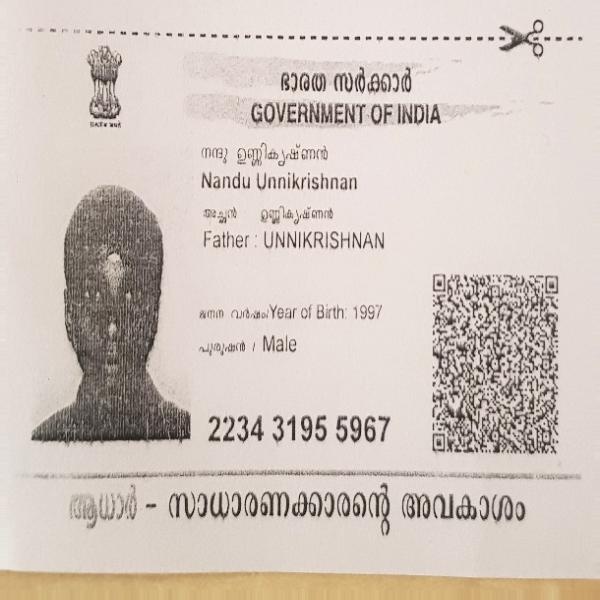 ഭാരത സർക്കാർ
GOVERNMENT OF INDIA
നന്ദു ഉണ്ണികൃഷ്ണൻ
Nandu Unnikrishnan
അച്ഛൻ ഉണ്ണികൃഷ്ണൻ
Father : UNNIKRISHNAN
ജനന വർഷം/Year of Birth: 1997
പുരുഷൻ / Male
2234 3195 5967
ആധാർ - സാധാരണക്കാരന്റെ അവകാശം